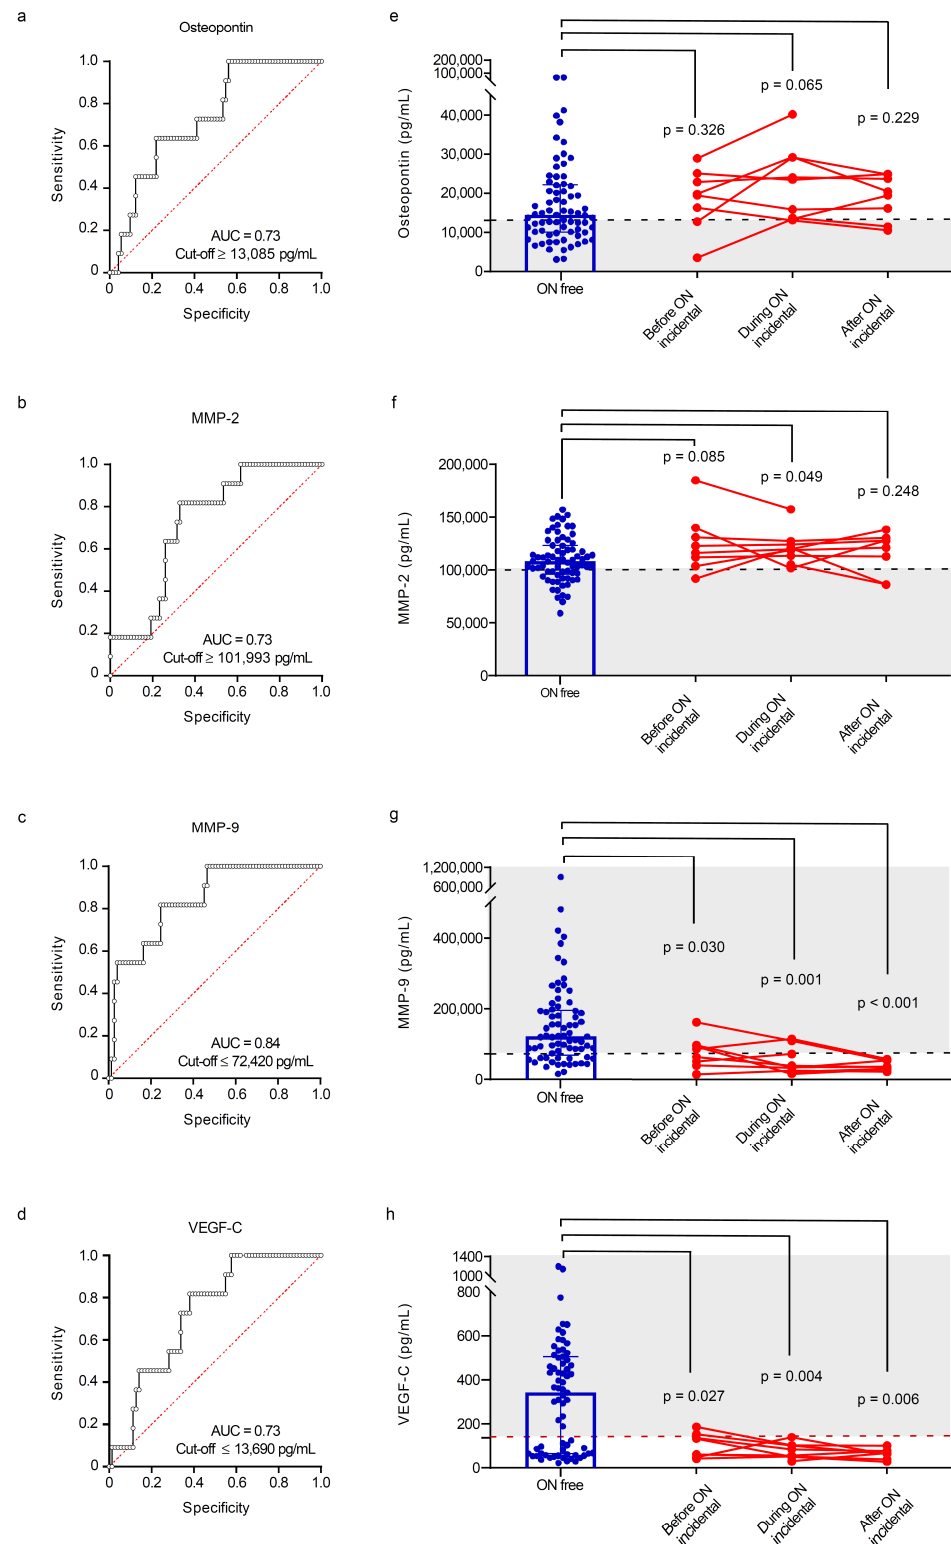 a
Osteopontin
1.0
0.8
0.6
0.4
0.2
0
Sensitivity
AUC = 0.73
Cut-off ≥ 13,085 pg/mL
0 0.2 0.4 0.6 0.8 1.0
Specificity
e
200,000
100,000
40,000
30,000
20,000
10,000
0
Osteopontin (pg/mL)
p = 0.326
p = 0.065
p = 0.229
ON free
Before ON
incidental
During ON
incidental
After ON
incidental
b
MMP-2
1.0
0.8
0.6
0.4
0.2
0
Sensitivity
AUC = 0.73
Cut-off ≥ 101,993 pg/mL
0 0.2 0.4 0.6 0.8 1.0
Specificity
f
200,000
150,000
100,000
50,000
0
MMP-2 (pg/mL)
p = 0.085
p = 0.049
p = 0.248
ON free
Before ON
incidental
During ON
incidental
After ON
incidental
c
MMP-9
1.0
0.8
0.6
0.4
0.2
0
Sensitivity
AUC = 0.84
Cut-off ≤ 72,420 pg/mL
0 0.2 0.4 0.6 0.8 1.0
Specificity
g
1,200,000
600,000
400,000
200,000
0
MMP-9 (pg/mL)
p = 0.030
p = 0.001
p < 0.001
ON free
Before ON
incidental
During ON
incidental
After ON
incidental
d
VEGF-C
1.0
0.8
0.6
0.4
0.2
0
Sensitivity
AUC = 0.73
Cut-off ≤ 13,690 pg/mL
0 0.2 0.4 0.6 0.8 1.0
Specificity
h
1400
1000
800
600
400
200
0
VEGF-C (pg/mL)
p = 0.027
p = 0.004
p = 0.006
ON free
Before ON
incidental
During ON
incidental
After ON
incidental